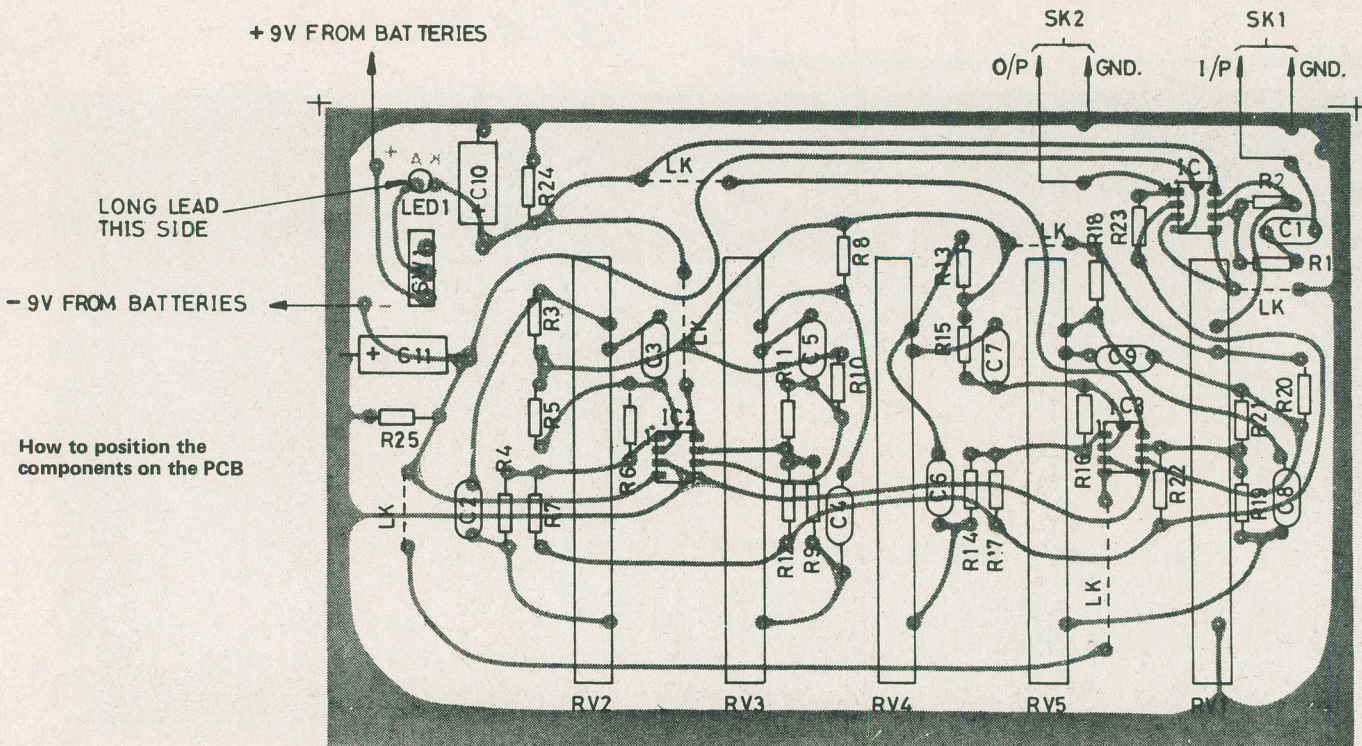 + 9V FROM BATTERIES
SK2
SK1
O/P
GND.
I/P
GND.
+
A K
LONG LEAD
THIS SIDE
LED1
C10
R24
LK
IC1
R2
R18
R23
C1
R1
LK
LK
SW1
R8
R13
- 9V FROM BATTERIES
−
R3
C3
LK
R11
C5
R10
R15
C7
C9
+ C11
R20
R21
R25
R5
IC2
IC3
How to position the
components on the PCB
R4
R6
R16
1
1
LK
C2
R7
R12
R9
C4
C6
R14
R17
R22
R19
C8
LK
RV2
RV3
RV4
RV5
RV1